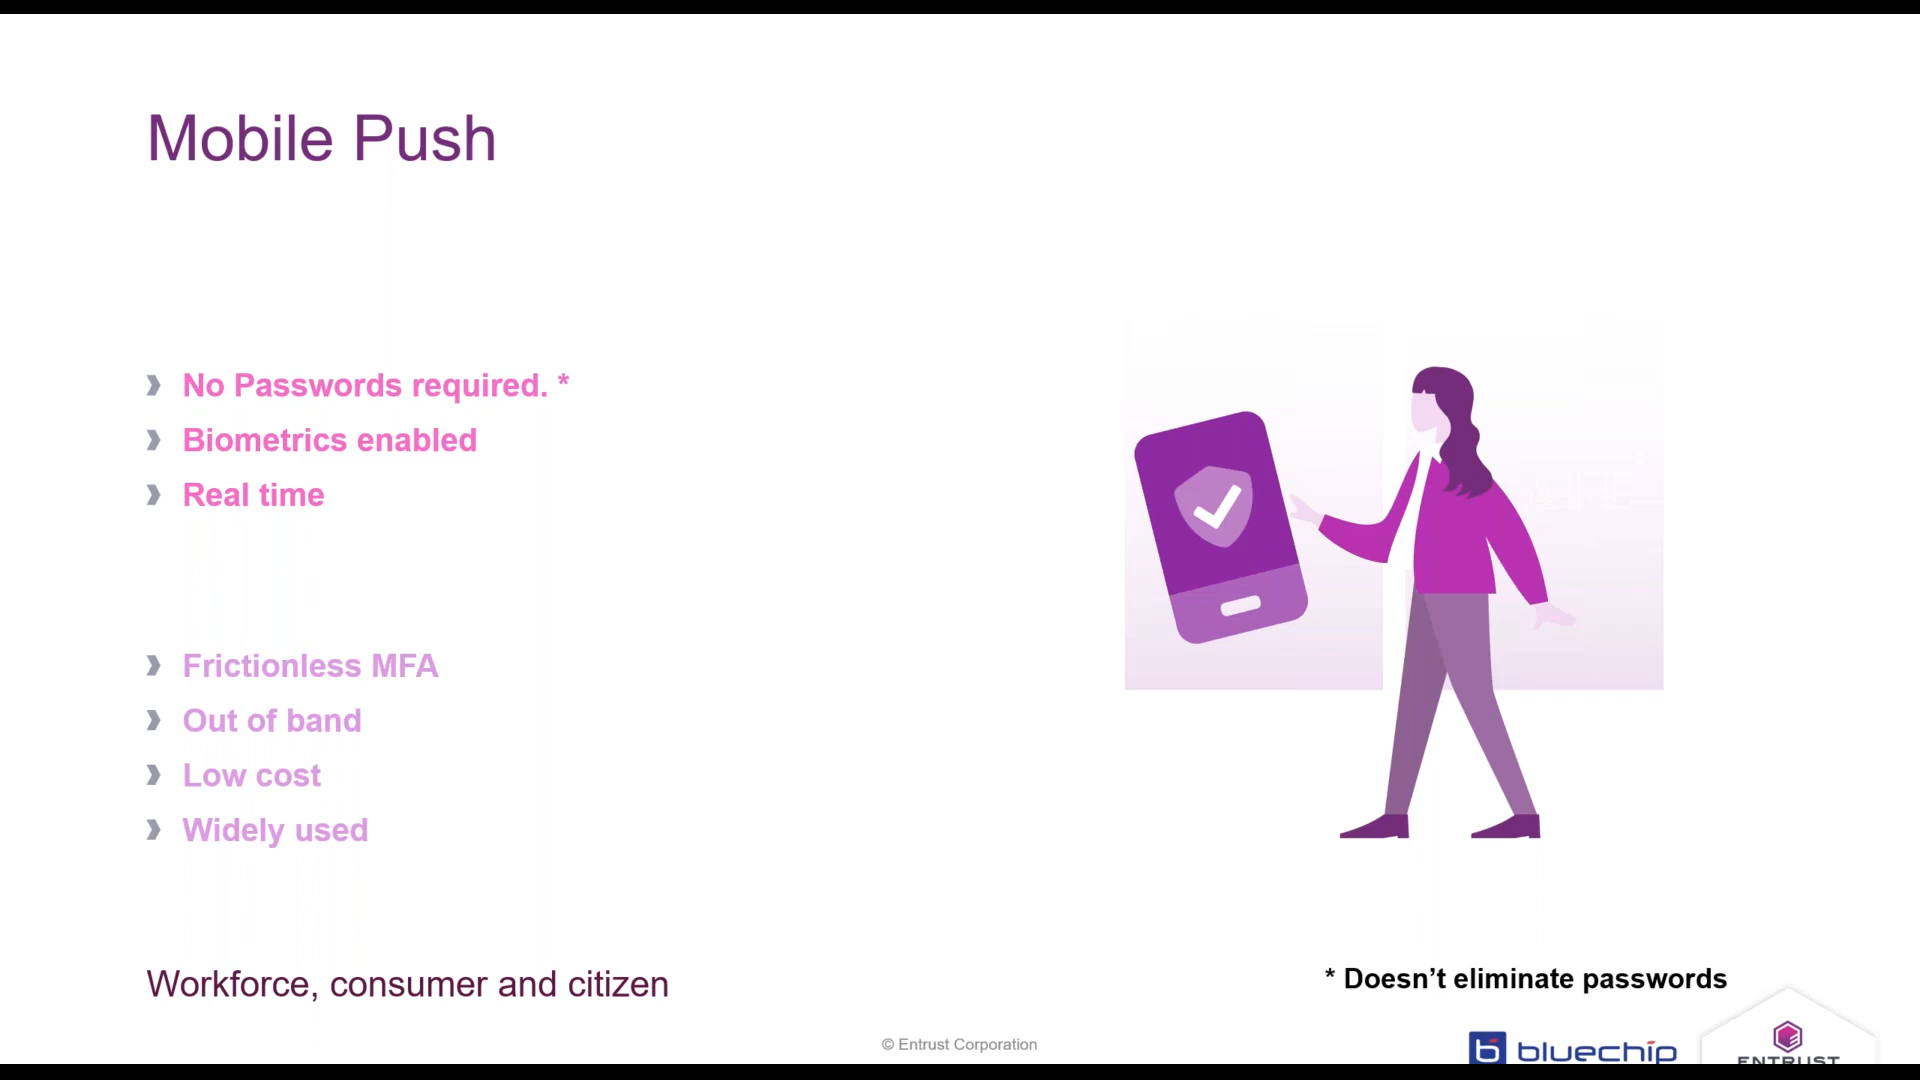 Mobile Push
No Passwords required. *
Biometrics enabled
Real time
Frictionless MFA
Out of band
Low cost
Widely used
Workforce, consumer and citizen
* Doesn’t eliminate passwords
© Entrust Corporation
bluechip
ENTRUST